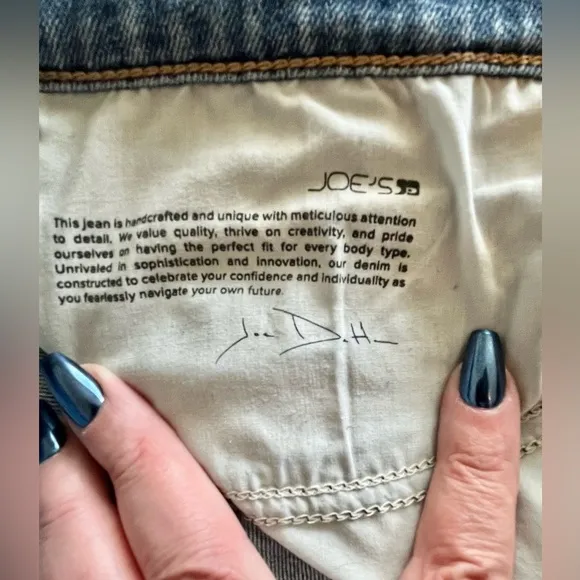 JOE'S
This jean is handcrafted and unique with meticulous attention
to detail. We value quality, thrive on creativity, and pride
ourselves on having the perfect fit for every body type.
Unrivaled in sophistication and innovation, our denim is
constructed to celebrate your confidence and individuality as
you fearlessly navigate your own future.
Joe